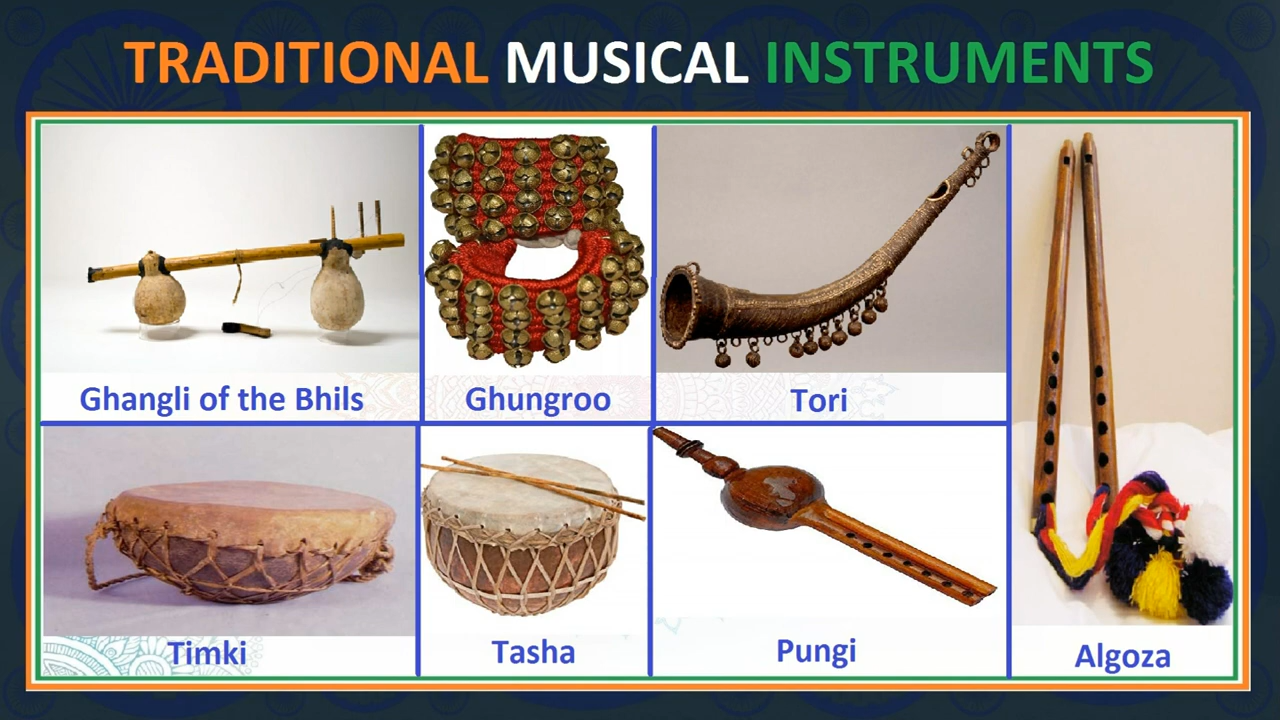 TRADITIONAL MUSICAL INSTRUMENTS
Ghangli of the Bhils
Ghungroo
Tori
Timki
Tasha
Pungi
Algoza